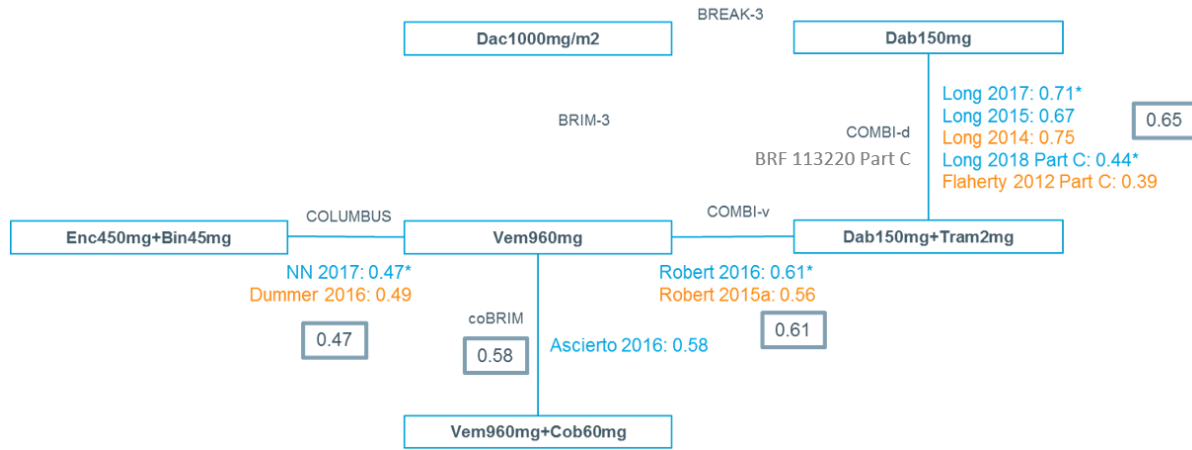 BREAK-3
Dac1000mg/m2
Dab150mg
Long 2017: 0.71*
Long 2015: 0.67
0.65
BRIM-3
COMBI-d
Long 2014: 0.75
BRF 113220 Part C
Long 2018 Part C: 0.44*
Flaherty 2012 Part C: 0.39
COLUMBUS
COMBI-v
Enc450mg+Bin45mg
Vem960mg
Dab150mg+Tram2mg
NN 2017: 0.47*
Robert 2016: 0.61*
Dummer 2016: 0.49
Robert 2015a: 0.56
coBRIM
0.47
0.58
Ascierto 2016: 0.58
0.61
Vem960mg+Cob60mg